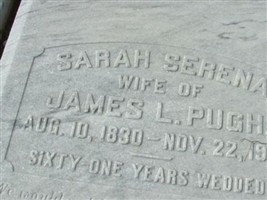 SARAH SERENA
WIFE OF
JAMES L. PUGH
AUG. 10, 1830 — NOV. 22, 19
SIXTY-ONE YEARS WEDDED